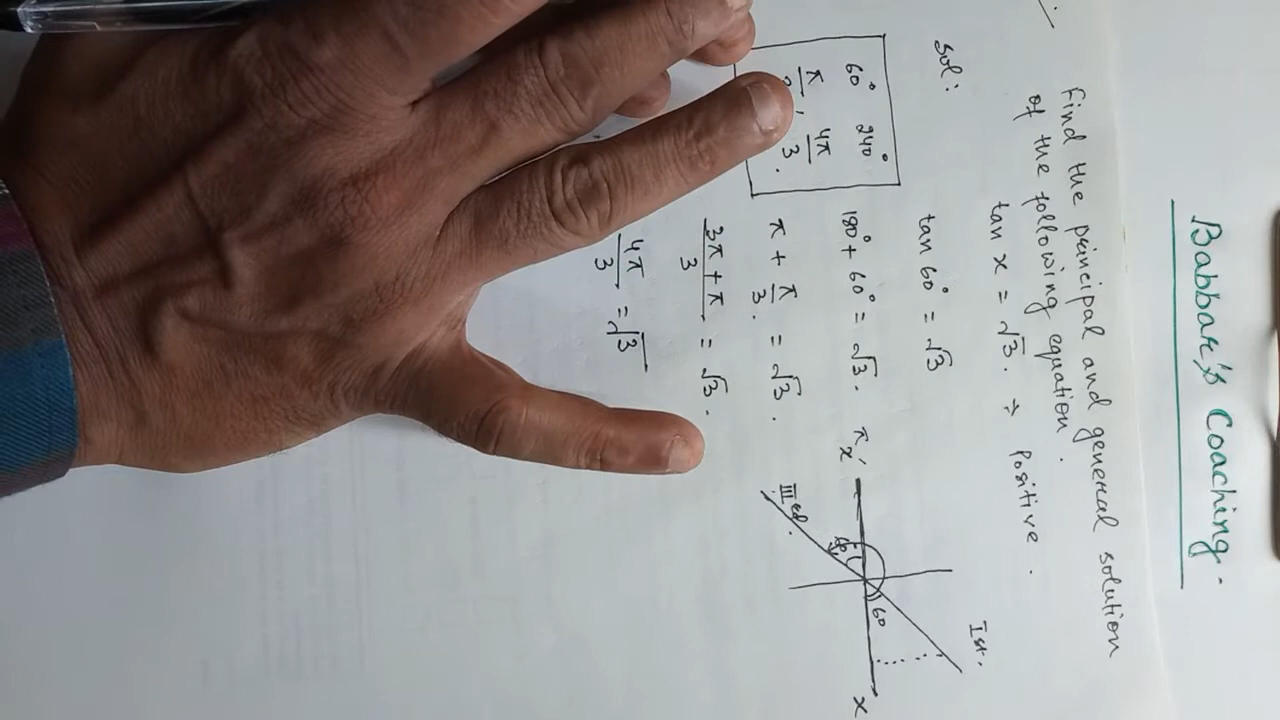 Babbar's Coaching.
Find the principal and general solution
of the following equation.
tan x = √3. ÷ Positive.
Sol:
tan 60° = √3
180° + 60° = √3.
π + π/3. = √3.
3π + π/3 = √3.
4π/3 = √3
60° 240°
π/3, 4π/3.
Ist.
IIIrd.
60
π
x'
x